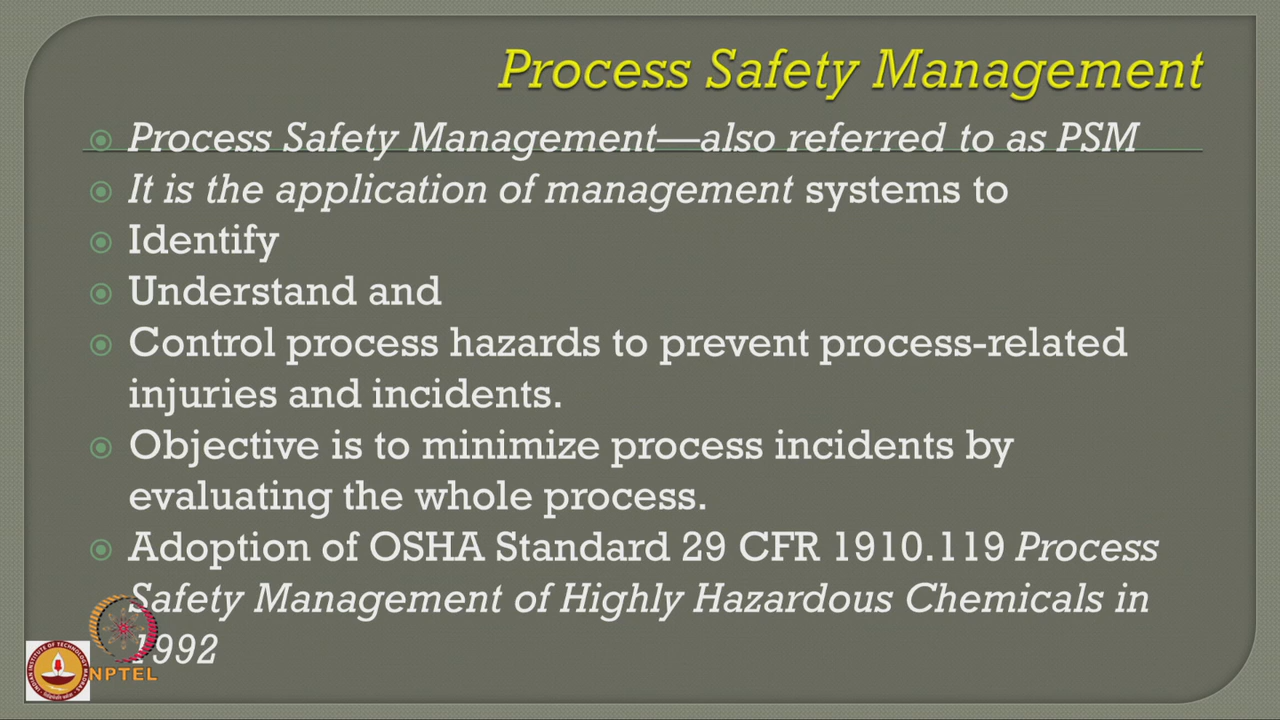 Process Safety Management
Process Safety Management—also referred to as PSM
It is the application of management systems to
Identify
Understand and
Control process hazards to prevent process-related
injuries and incidents.
Objective is to minimize process incidents by
evaluating the whole process.
Adoption of OSHA Standard 29 CFR 1910.119 Process
Safety Management of Highly Hazardous Chemicals in
1992
NPTEL